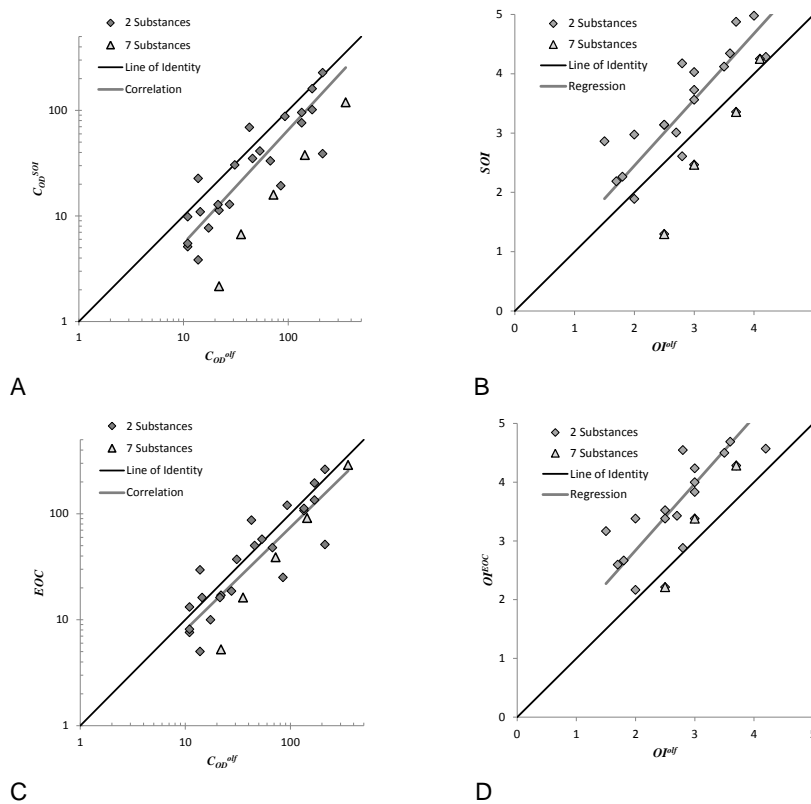 2 Substances
7 Substances
Line of Identity
Correlation
100
10
1
1 10 100
C_OD^SOI
C_OD^olf
A
2 Substances
7 Substances
Line of Identity
Regression
5
4
3
2
1
0
0 1 2 3 4
SOI
OI^olf
B
2 Substances
7 Substances
Line of Identity
Correlation
100
10
1
1 10 100
EOC
C_OD^olf
C
2 Substances
7 Substances
Line of Identity
Regression
5
4
3
2
1
0
0 1 2 3 4 5
OI^EOC
OI^olf
D